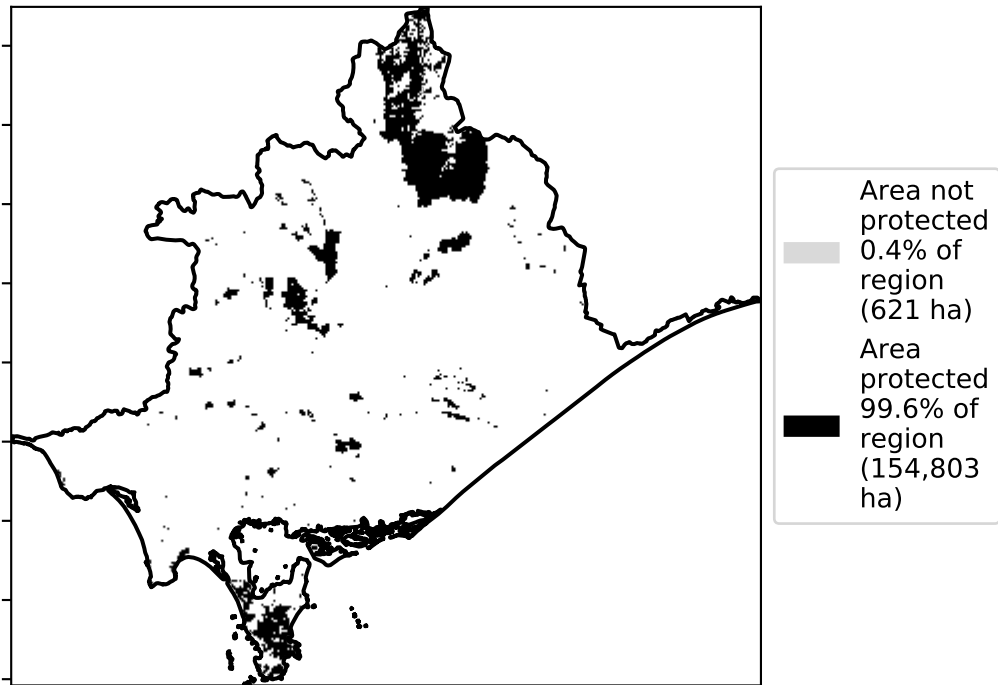 Area not
protected
0.4% of
region
(621 ha)
Area
protected
99.6% of
region
(154,803
ha)